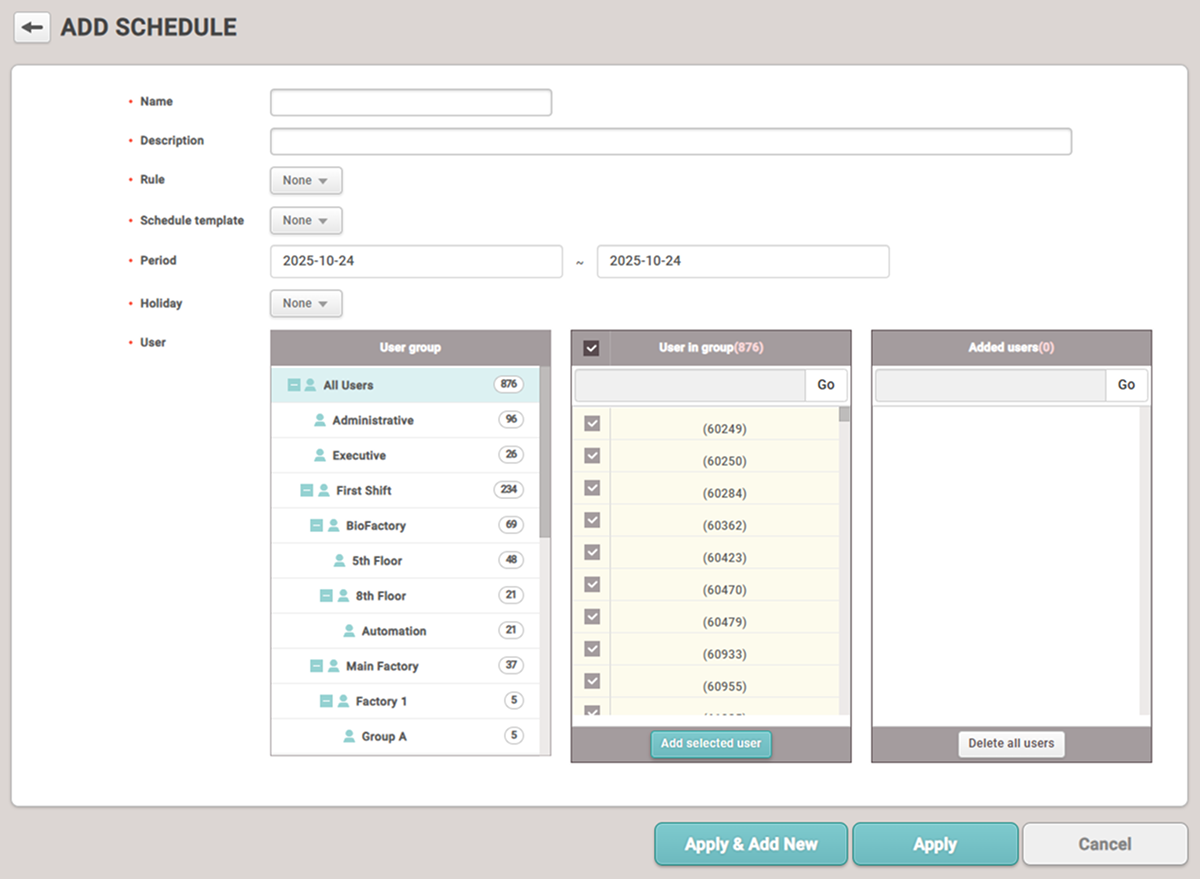 ADD SCHEDULE
Name
Description
Rule
None
Schedule template
None
Period
2025-10-24 ~ 2025-10-24
Holiday
None
User
User group
All Users 876
Administrative 96
Executive 26
First Shift 234
BioFactory 69
5th Floor 48
8th Floor 21
Automation 21
Main Factory 37
Factory 1 5
Group A 5
User in group(876)
Go
(60249)
(60250)
(60284)
(60362)
(60423)
(60470)
(60479)
(60933)
(60955)
Add selected user
Added users(0)
Go
Delete all users
Apply & Add New
Apply
Cancel